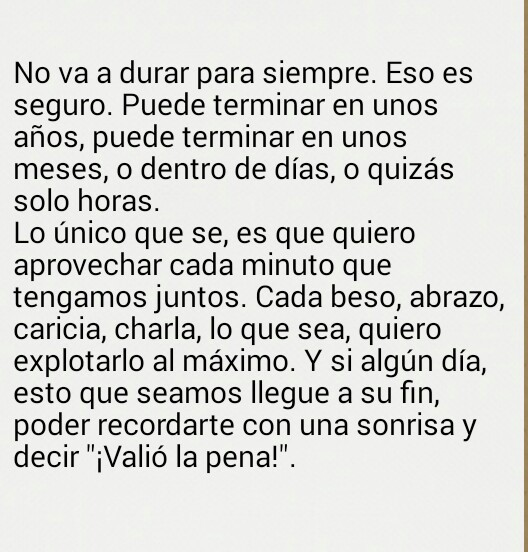 No va a durar para siempre. Eso es
seguro. Puede terminar en unos
años, puede terminar en unos
meses, o dentro de días, o quizás
solo horas.
Lo único que se, es que quiero
aprovechar cada minuto que
tengamos juntos. Cada beso, abrazo,
caricia, charla, lo que sea, quiero
explotarlo al máximo. Y si algún día,
esto que seamos llegue a su fin,
poder recordarte con una sonrisa y
decir "¡Valió la pena!".